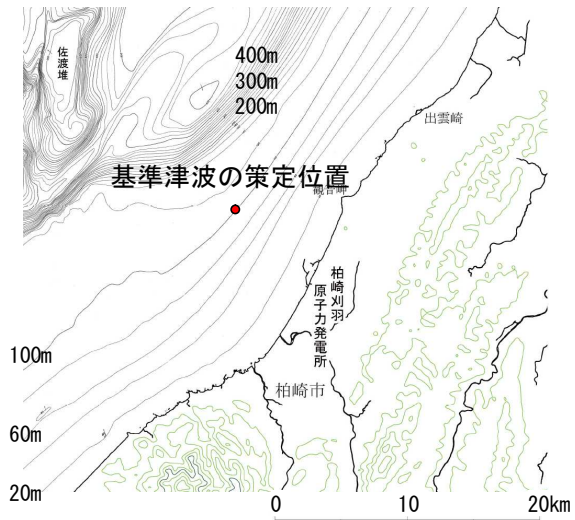 佐渡堆
400m
300m
200m
出雲崎
基準津波の策定位置
観音岬
柏崎刈羽
原子力発電所
100m
柏崎市
60m
20m
0 10 20km